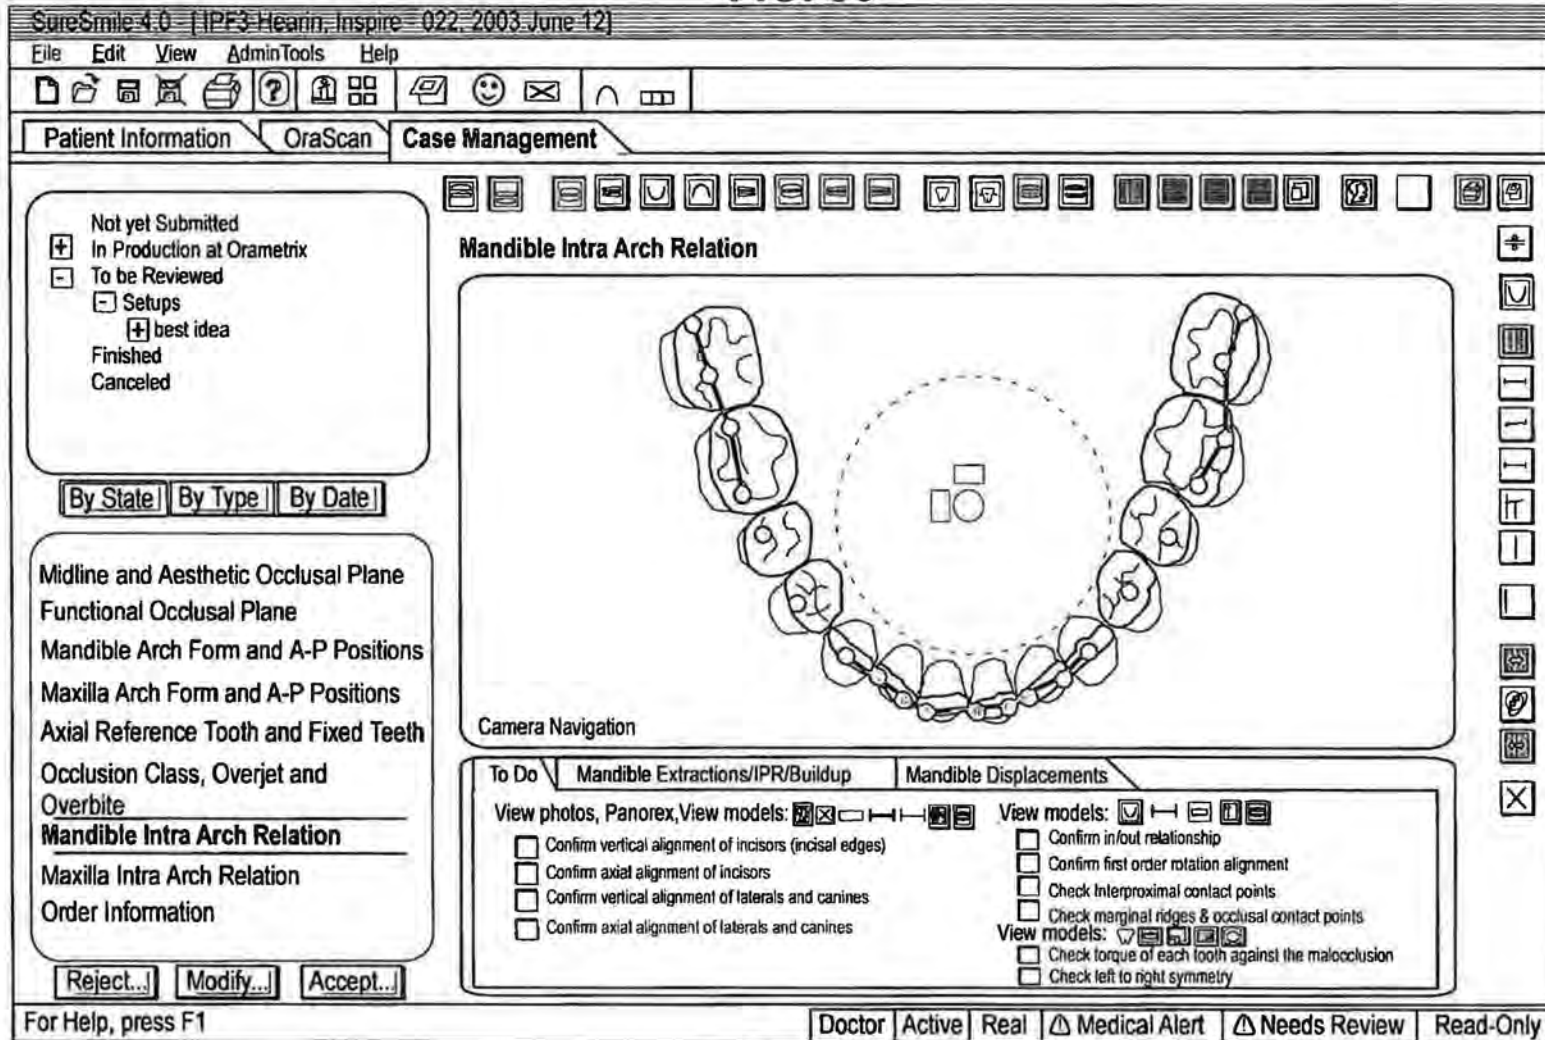 SureSmile 4.0 - [ IPF3-Hearin, Inspire - 022, 2003 June 12]
File Edit View AdminTools Help
Patient Information OraScan Case Management
Not yet Submitted
In Production at Orametrix
To be Reviewed
Setups
best idea
Finished
Canceled
By State By Type By Date
Midline and Aesthetic Occlusal Plane
Functional Occlusal Plane
Mandible Arch Form and A-P Positions
Maxilla Arch Form and A-P Positions
Axial Reference Tooth and Fixed Teeth
Occlusion Class, Overjet and
Overbite
Mandible Intra Arch Relation
Maxilla Intra Arch Relation
Order Information
Reject... Modify... Accept...
Mandible Intra Arch Relation
Camera Navigation
To Do Mandible Extractions/IPR/Buildup Mandible Displacements
View photos, Panorex,View models:
Confirm vertical alignment of incisors (incisal edges)
Confirm axial alignment of incisors
Confirm vertical alignment of laterals and canines
Confirm axial alignment of laterals and canines
View models:
Confirm in/out relationship
Confirm first order rotation alignment
Check Interproximal contact points
Check marginal ridges & occlusal contact points
View models:
Check torque of each tooth against the malocclusion
Check left to right symmetry
For Help, press F1 Doctor Active Real Medical Alert Needs Review Read-Only